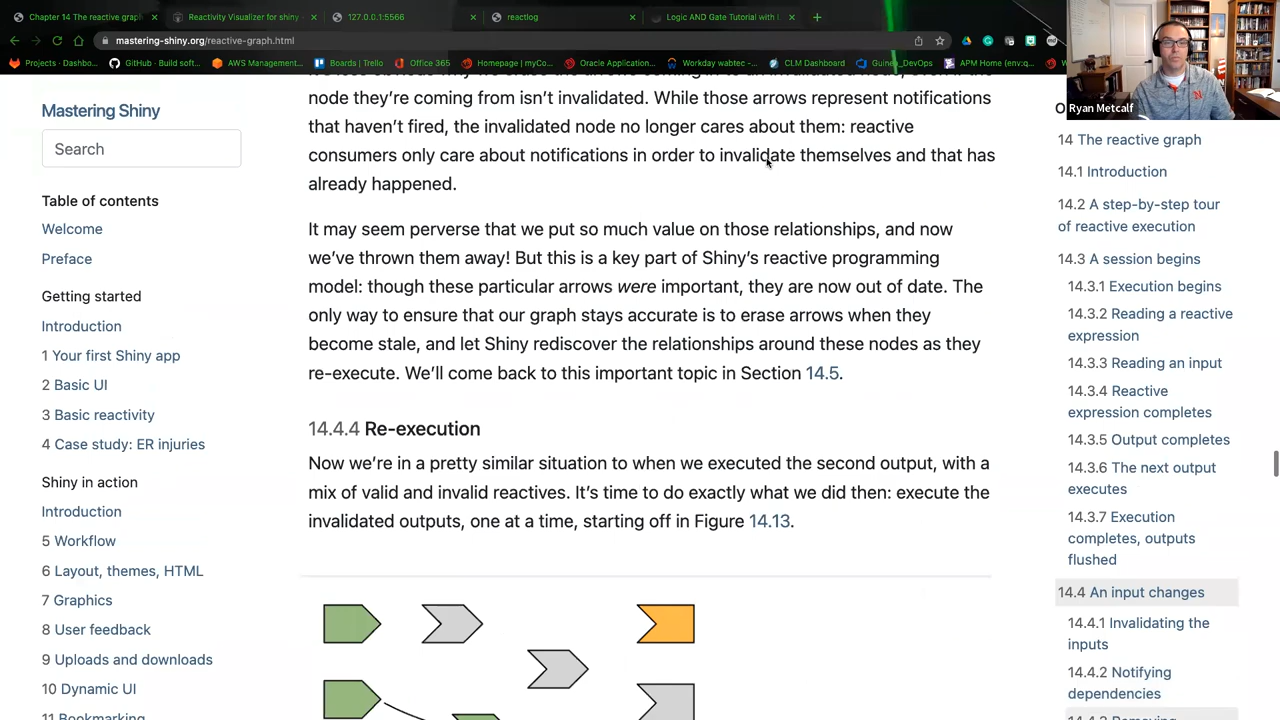 Chapter 14 The reactive grap
Reactivity Visualizer for shiny
127.0.0.1:5566
reactlog
Logic AND Gate Tutorial with
mastering-shiny.org/reactive-graph.html
Projects · Dashbo...
GitHub · Build soft...
AWS Management...
Boards | Trello
Office 365
Homepage | myCo...
Oracle Application...
Workday wabtec -...
CLM Dashboard
Guine_DevOps
APM Home (env:q...
Ryan Metcalf
Mastering Shiny
Search
Table of contents
Welcome
Preface
Getting started
Introduction
1 Your first Shiny app
2 Basic UI
3 Basic reactivity
4 Case study: ER injuries
Shiny in action
Introduction
5 Workflow
6 Layout, themes, HTML
7 Graphics
8 User feedback
9 Uploads and downloads
10 Dynamic UI
11 Bookmarking
node they're coming from isn't invalidated. While those arrows represent notifications
that haven't fired, the invalidated node no longer cares about them: reactive
consumers only care about notifications in order to invalidate themselves and that has
already happened.
It may seem perverse that we put so much value on those relationships, and now
we've thrown them away! But this is a key part of Shiny's reactive programming
model: though these particular arrows were important, they are now out of date. The
only way to ensure that our graph stays accurate is to erase arrows when they
become stale, and let Shiny rediscover the relationships around these nodes as they
re-execute. We'll come back to this important topic in Section 14.5.
14.4.4 Re-execution
Now we're in a pretty similar situation to when we executed the second output, with a
mix of valid and invalid reactives. It's time to do exactly what we did then: execute the
invalidated outputs, one at a time, starting off in Figure 14.13.
14 The reactive graph
14.1 Introduction
14.2 A step-by-step tour
of reactive execution
14.3 A session begins
14.3.1 Execution begins
14.3.2 Reading a reactive
expression
14.3.3 Reading an input
14.3.4 Reactive
expression completes
14.3.5 Output completes
14.3.6 The next output
executes
14.3.7 Execution
completes, outputs
flushed
14.4 An input changes
14.4.1 Invalidating the
inputs
14.4.2 Notifying
dependencies
14.4.3 Removing